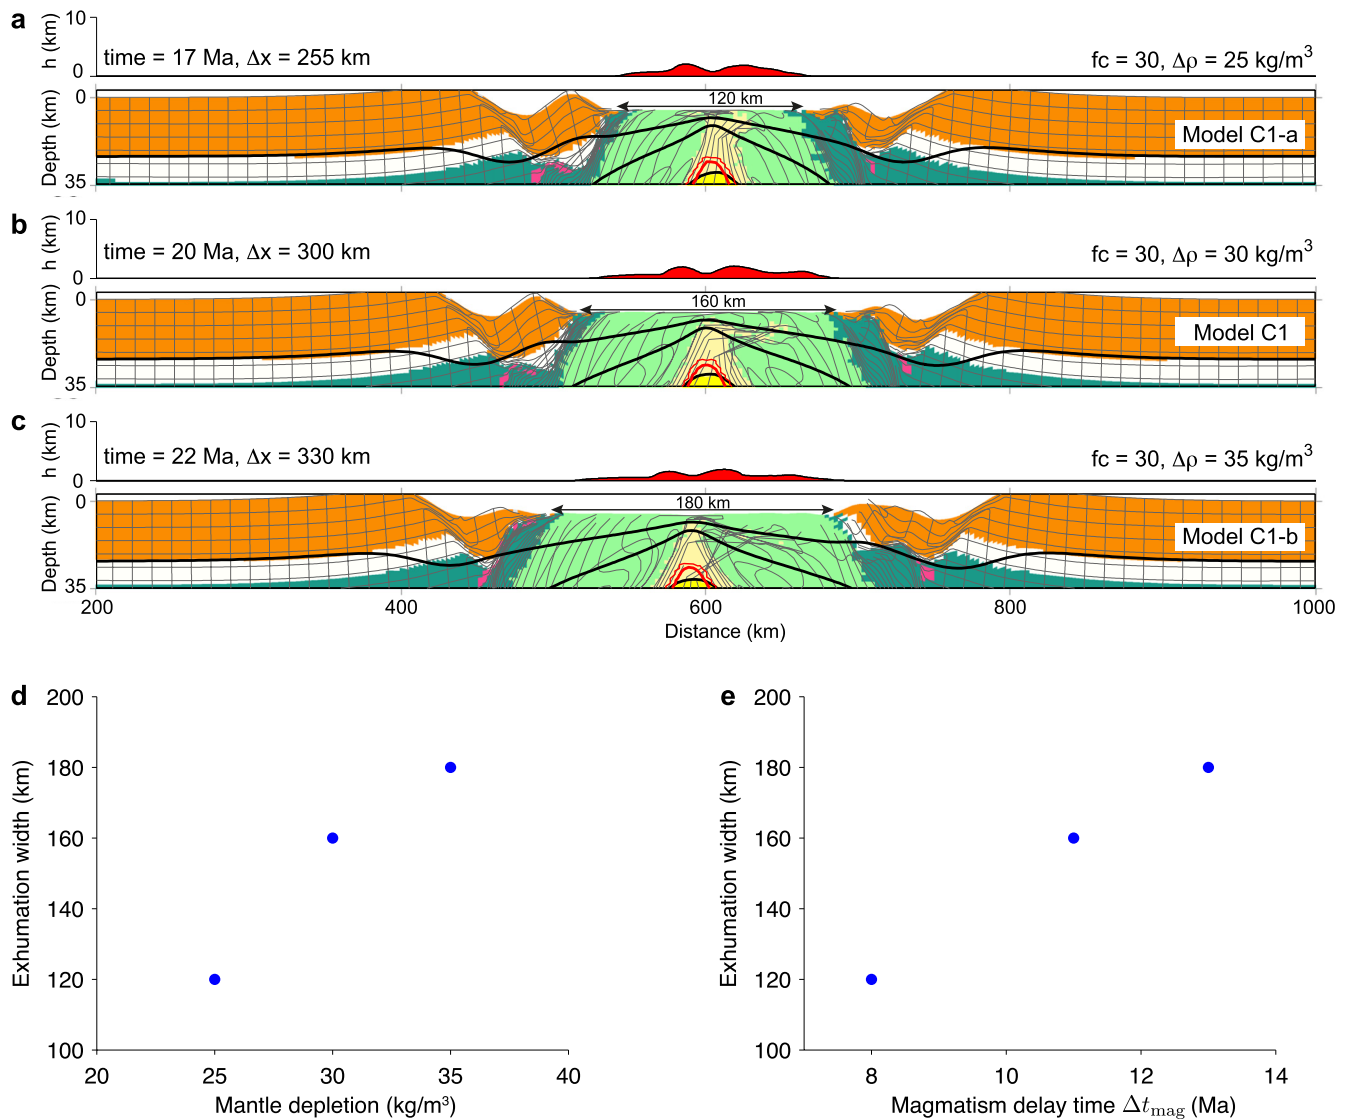 a
10
h (km)
0
time = 17 Ma, Δx = 255 km
fc = 30, Δρ = 25 kg/m³
0
Depth (km)
35
120 km
Model C1-a
b
10
h (km)
0
time = 20 Ma, Δx = 300 km
fc = 30, Δρ = 30 kg/m³
0
Depth (km)
35
160 km
Model C1
c
10
h (km)
0
time = 22 Ma, Δx = 330 km
fc = 30, Δρ = 35 kg/m³
0
Depth (km)
35
180 km
Model C1-b
200 400 600 800 1000
Distance (km)
d
200
180
160
140
120
100
Exhumation width (km)
20 25 30 35 40
Mantle depletion (kg/m³)
e
200
180
160
140
120
100
Exhumation width (km)
8 10 12 14
Magmatism delay time Δt_mag (Ma)